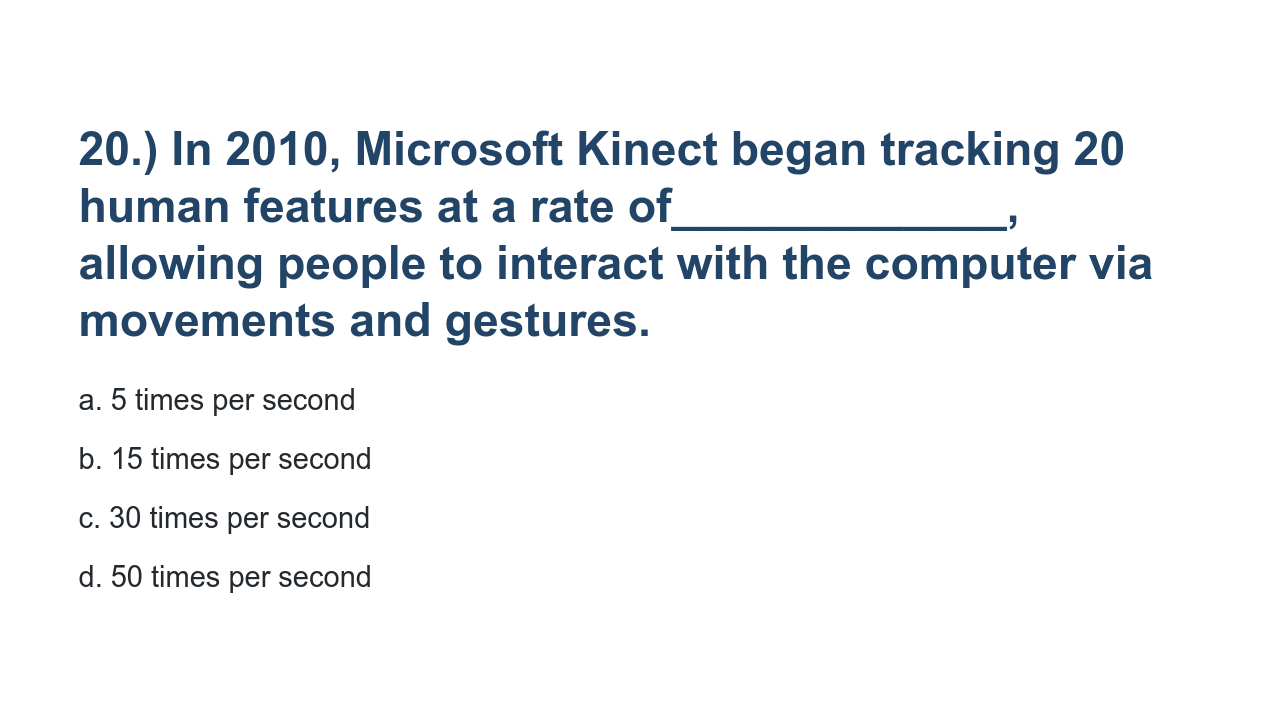 20.) In 2010, Microsoft Kinect began tracking 20
human features at a rate of_____________,
allowing people to interact with the computer via
movements and gestures.
a. 5 times per second
b. 15 times per second
c. 30 times per second
d. 50 times per second